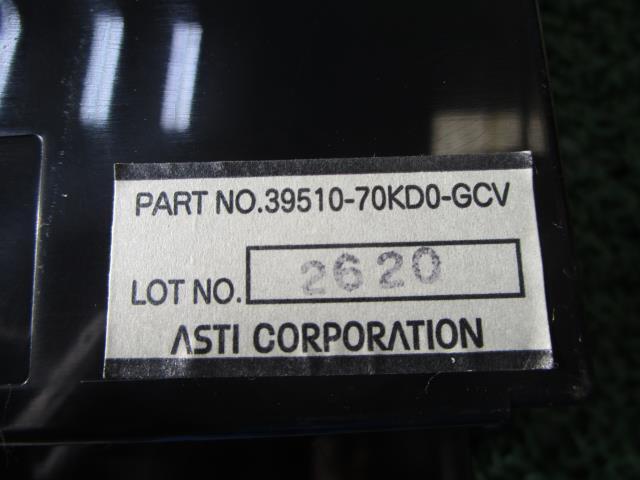 PART NO.39510-70KD0-GCV
LOT NO. 2620
ASTI CORPORATION